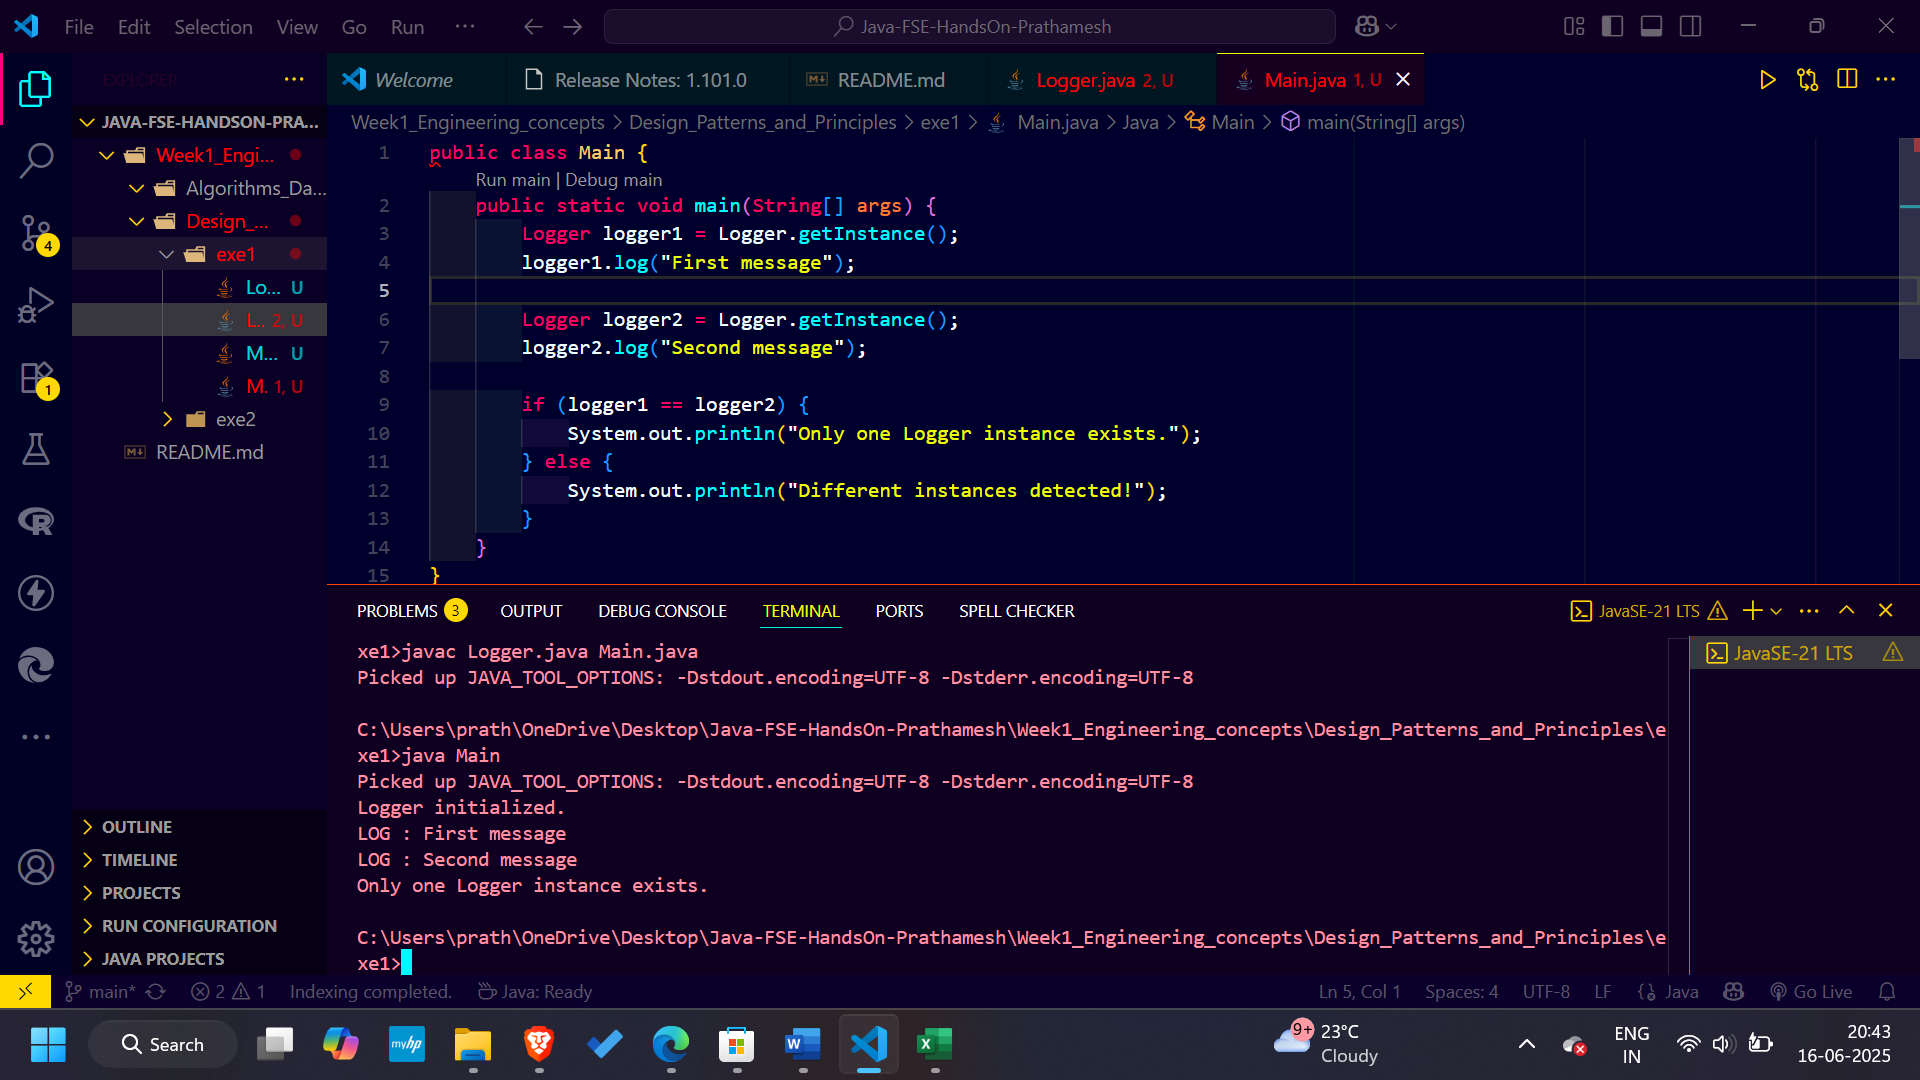 File Edit Selection View Go Run ···
Java-FSE-HandsOn-Prathamesh
EXPLORER
Welcome
Release Notes: 1.101.0
README.md
Logger.java 2, U
Main.java 1, U
JAVA-FSE-HANDSON-PRA...
Week1_Engi...
Algorithms_Da...
Design_...
exe1
Lo... U
L... 2, U
M... U
M. 1, U
exe2
README.md
OUTLINE
TIMELINE
PROJECTS
RUN CONFIGURATION
JAVA PROJECTS
4
1
Week1_Engineering_concepts > Design_Patterns_and_Principles > exe1 > Main.java > Java > Main > main(String[] args)
1 public class Main {
Run main | Debug main
2 public static void main(String[] args) {
3 Logger logger1 = Logger.getInstance();
4 logger1.log("First message");
5
6 Logger logger2 = Logger.getInstance();
7 logger2.log("Second message");
8
9 if (logger1 == logger2) {
10 System.out.println("Only one Logger instance exists.");
11 } else {
12 System.out.println("Different instances detected!");
13 }
14 }
15 }
PROBLEMS 3 OUTPUT DEBUG CONSOLE TERMINAL PORTS SPELL CHECKER
JavaSE-21 LTS
JavaSE-21 LTS
xe1>javac Logger.java Main.java
Picked up JAVA_TOOL_OPTIONS: -Dstdout.encoding=UTF-8 -Dstderr.encoding=UTF-8
C:\Users\prath\OneDrive\Desktop\Java-FSE-HandsOn-Prathamesh\Week1_Engineering_concepts\Design_Patterns_and_Principles\e
xe1>java Main
Picked up JAVA_TOOL_OPTIONS: -Dstdout.encoding=UTF-8 -Dstderr.encoding=UTF-8
Logger initialized.
LOG : First message
LOG : Second message
Only one Logger instance exists.
C:\Users\prath\OneDrive\Desktop\Java-FSE-HandsOn-Prathamesh\Week1_Engineering_concepts\Design_Patterns_and_Principles\e
xe1>
main* 2 1 Indexing completed. Java: Ready
Ln 5, Col 1 Spaces: 4 UTF-8 LF Java Go Live
Search
myhp
9+ 23°C
Cloudy
ENG
IN
20:43
16-06-2025